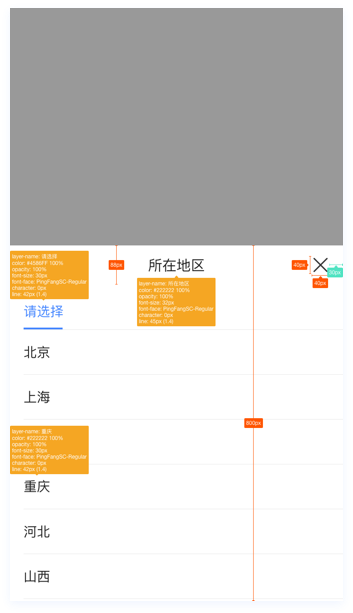 所在地区
88px
40px
30px
40px
layer-name: 请选择
color: #4288FF 100%
opacity: 100%
font-size: 30px
font-face: PingFangSC-Regular
character: 0px
line: 42px (1.4)
layer-name: 所在地区
color: #222222 100%
opacity: 100%
font-size: 32px
font-face: PingFangSC-Regular
character: 0px
line: 45px (1.4)
请选择
北京
上海
800px
layer-name: 重庆
color: #222222 100%
opacity: 100%
font-size: 30px
font-face: PingFangSC-Regular
character: 0px
line: 42px (1.4)
重庆
河北
山西